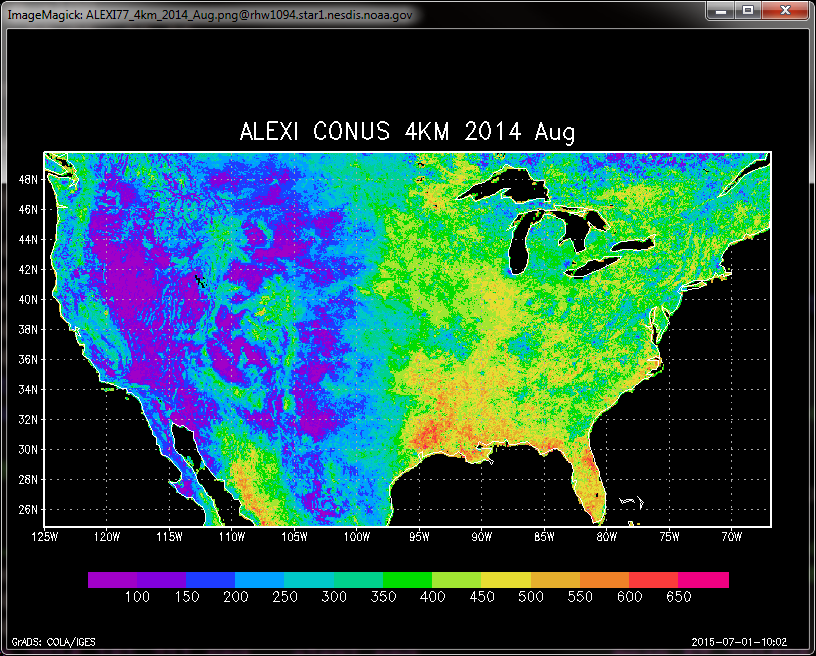 ImageMagick: ALEXI77_4km_2014_Aug.png@rhw1094.star1.nesdis.noaa.gov
ALEXI CONUS 4KM 2014 Aug
48N
46N
44N
42N
40N
38N
36N
34N
32N
30N
28N
26N
125W 120W 115W 110W 105W 100W 95W 90W 85W 80W 75W 70W
100 150 200 250 300 350 400 450 500 550 600 650
GrADS: COLA/IGES 2015-07-01-10:02